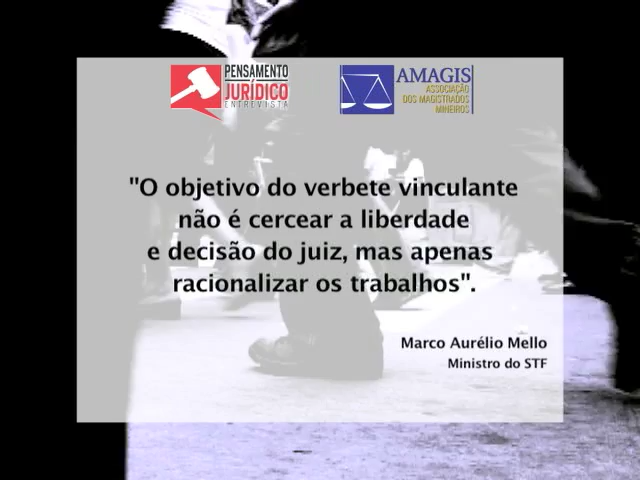 PENSAMENTO
JURÍDICO
ENTREVISTA
AMAGIS
ASSOCIAÇÃO
DOS MAGISTRADOS
MINEIROS
"O objetivo do verbete vinculante
não é cercear a liberdade
e decisão do juiz, mas apenas
racionalizar os trabalhos".
Marco Aurélio Mello
Ministro do STF